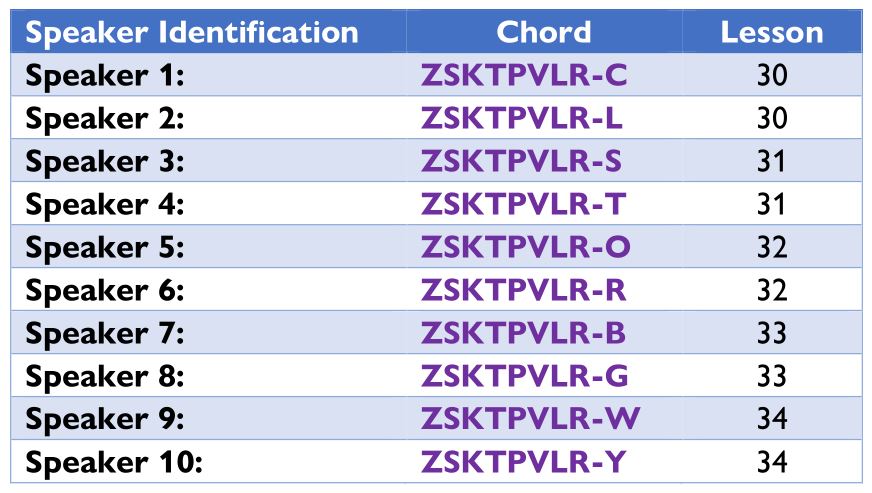 Speaker Identification Chord Lesson
Speaker 1: ZSKTPVLR-C 30
Speaker 2: ZSKTPVLR-L 30
Speaker 3: ZSKTPVLR-S 31
Speaker 4: ZSKTPVLR-T 31
Speaker 5: ZSKTPVLR-O 32
Speaker 6: ZSKTPVLR-R 32
Speaker 7: ZSKTPVLR-B 33
Speaker 8: ZSKTPVLR-G 33
Speaker 9: ZSKTPVLR-W 34
Speaker 10: ZSKTPVLR-Y 34